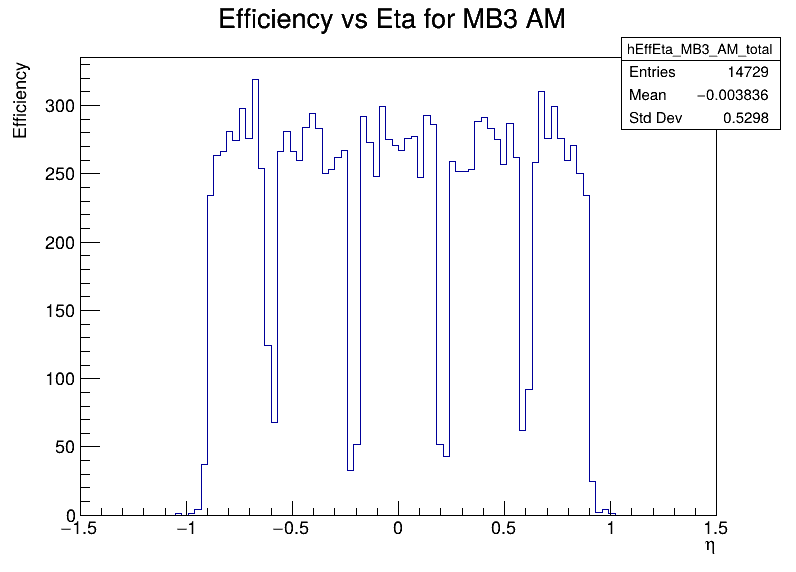 Efficiency vs Eta for MB3 AM
hEffEta_MB3_AM_total
Entries 14729
Mean −0.003836
Std Dev 0.5298
Efficiency
300
250
200
150
100
50
0
−1.5 −1 −0.5 0 0.5 1 1.5
η